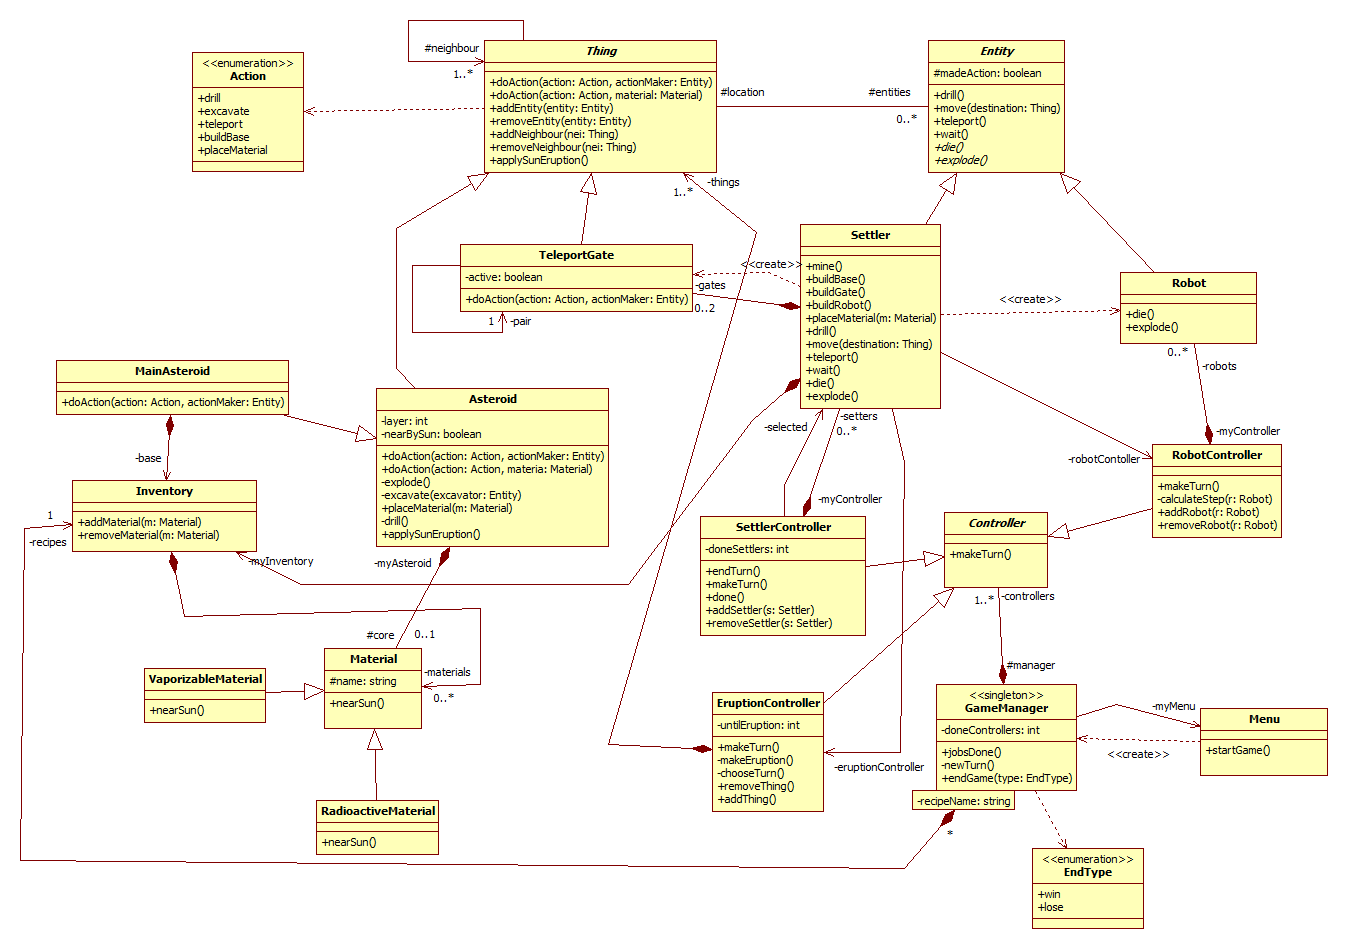 #neighbour
1..*
Thing
+doAction(action: Action, actionMaker: Entity)
+doAction(action: Action, material: Material)
+addEntity(entity: Entity)
+removeEntity(entity: Entity)
+addNeighbour(nei: Thing)
+removeNeighbour(nei: Thing)
+applySunEruption()
<<enumeration>>
Action
+drill
+excavate
+teleport
+buildBase
+placeMaterial
#location
#entities
0..*
Entity
#madeAction: boolean
+drill()
+move(destination: Thing)
+teleport()
+wait()
+die()
+explode()
-things
1..*
TeleportGate
-active: boolean
+doAction(action: Action, actionMaker: Entity)
1
-pair
<<create>>
-gates
0..2
Settler
+mine()
+buildBase()
+buildGate()
+buildRobot()
+placeMaterial(m: Material)
+drill()
+move(destination: Thing)
+teleport()
+wait()
+die()
+explode()
<<create>>
Robot
+die()
+explode()
0..*
-robots
-myController
MainAsteroid
+doAction(action: Action, actionMaker: Entity)
-base
Asteroid
-layer: int
-nearBySun: boolean
+doAction(action: Action, actionMaker: Entity)
+doAction(action: Action, materia: Material)
-explode()
-excavate(excavator: Entity)
+placeMaterial(m: Material)
-drill()
+applySunEruption()
-selected
-setters
0..*
-myController
-robotContoller
RobotController
+makeTurn()
-calculateStep(r: Robot)
+addRobot(r: Robot)
+removeRobot(r: Robot)
Inventory
+addMaterial(m: Material)
+removeMaterial(m: Material)
1
-recipes
-myInventory
-myAsteroid
SettlerController
-doneSettlers: int
+endTurn()
+makeTurn()
+done()
+addSettler(s: Settler)
+removeSettler(s: Settler)
Controller
+makeTurn()
1..*
-controllers
#core
0..1
Material
#name: string
+nearSun()
-materials
0..*
VaporizableMaterial
+nearSun()
#manager
<<singleton>>
GameManager
-doneControllers: int
+jobsDone()
-newTurn()
+endGame(type: EndType)
-recipeName: string
*
EruptionController
-untilEruption: int
+makeTurn()
-makeEruption()
-chooseTurn()
+removeThing()
+addThing()
-eruptionController
-myMenu
<<create>>
Menu
+startGame()
RadioactiveMaterial
+nearSun()
<<enumeration>>
EndType
+win
+lose